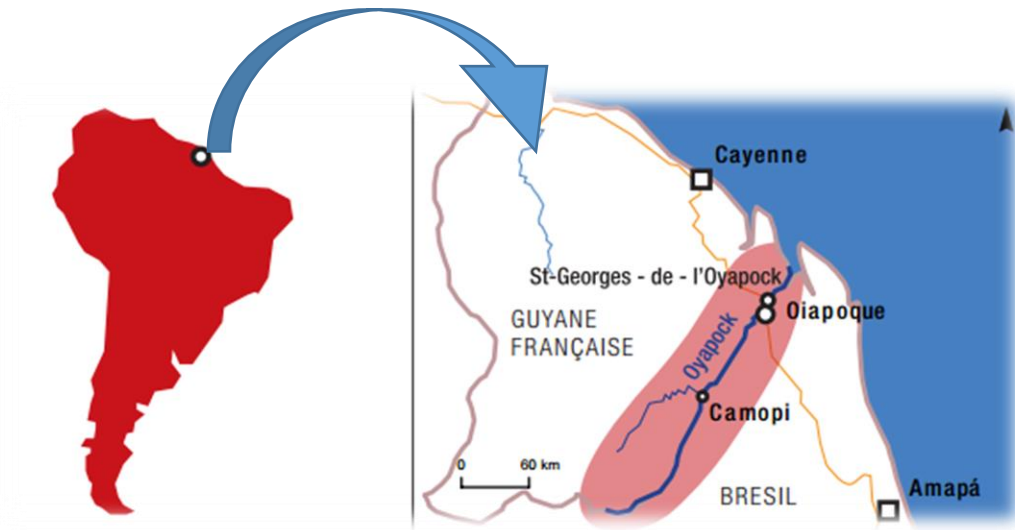 Cayenne
St-Georges - de - l'Oyapock
Oiapoque
GUYANE
FRANÇAISE
Oyapock
Camopi
0 60 km
BRESIL
Amapá